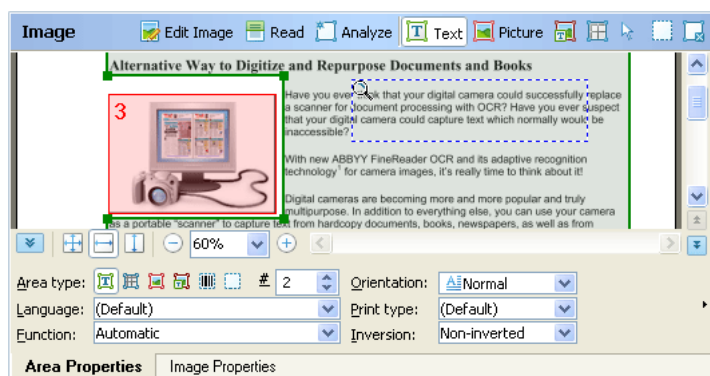 Image Edit Image Read Analyze Text Picture
Alternative Way to Digitize and Repurpose Documents and Books
3
Have you ever think that your digital camera could successfully replace
a scanner for document processing with OCR? Have you ever suspect
that your digital camera could capture text which normally would be
inaccessible?
With new ABBYY FineReader OCR and its adaptive recognition
technology¹ for camera images, it's really time to think about it!
Digital cameras are becoming more and more popular and truly
multipurpose. In addition to everything else, you can use your camera
as a portable "scanner" to capture text from hardcopy documents, books, newspapers, as well as from
60%
Area type: # 2 Orientation: Normal
Language: (Default) Print type: (Default)
Function: Automatic Inversion: Non-inverted
Area Properties Image Properties